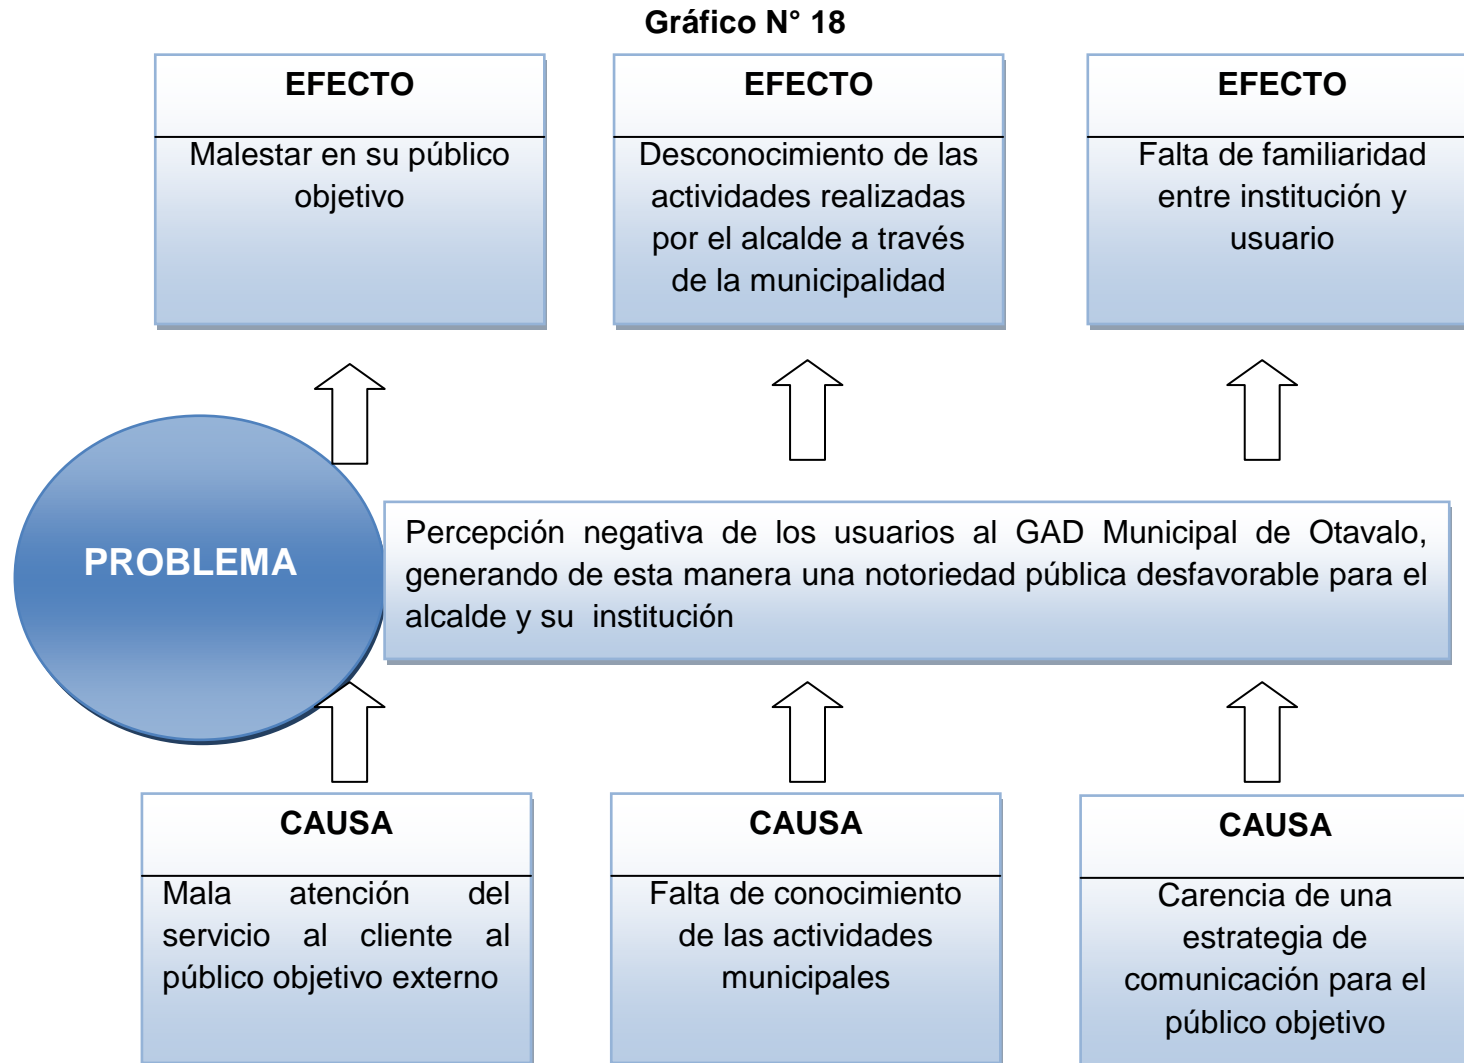 Gráfico N° 18
EFECTO
Malestar en su público
objetivo
EFECTO
Desconocimiento de las
actividades realizadas
por el alcalde a través
de la municipalidad
EFECTO
Falta de familiaridad
entre institución y
usuario
PROBLEMA
Percepción negativa de los usuarios al GAD Municipal de Otavalo,
generando de esta manera una notoriedad pública desfavorable para el
alcalde y su institución
CAUSA
Mala atención del
servicio al cliente al
público objetivo externo
CAUSA
Falta de conocimiento
de las actividades
municipales
CAUSA
Carencia de una
estrategia de
comunicación para el
público objetivo